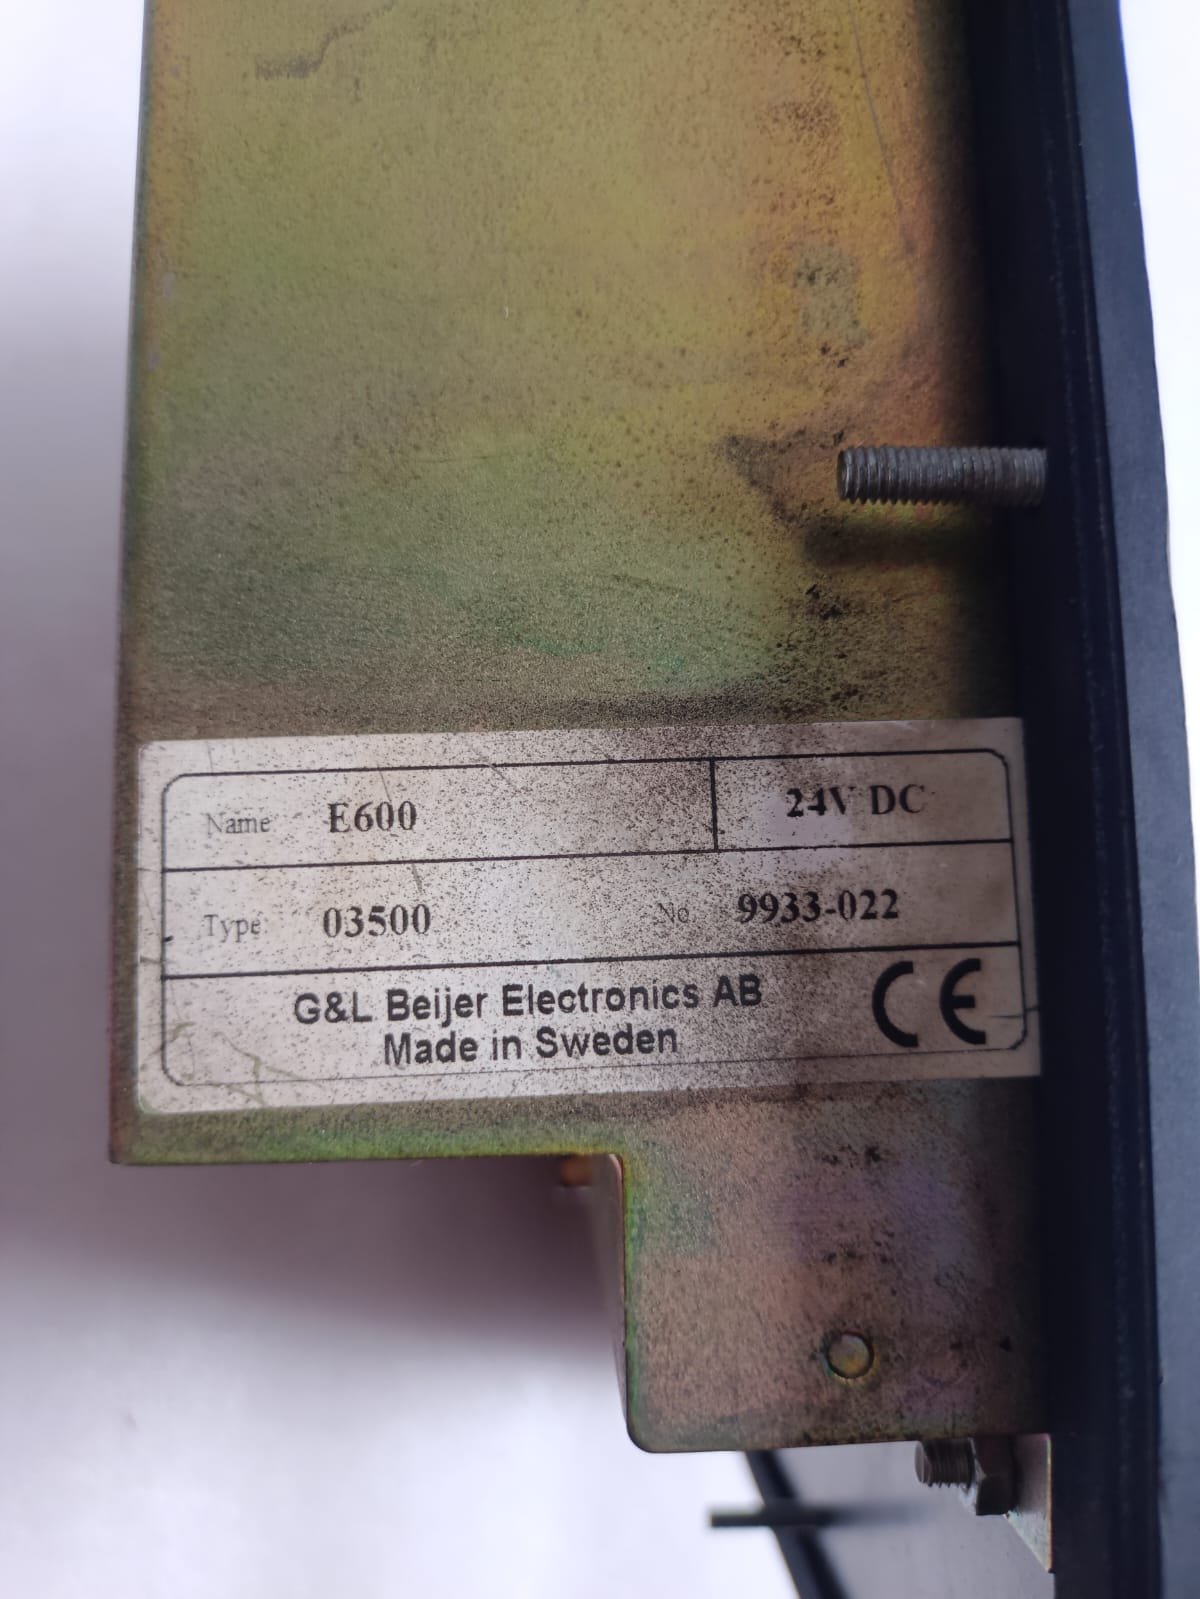 Name E600 24V DC
Type: 03500 No. 9933-022
G&L Beijer Electronics AB
Made in Sweden CE